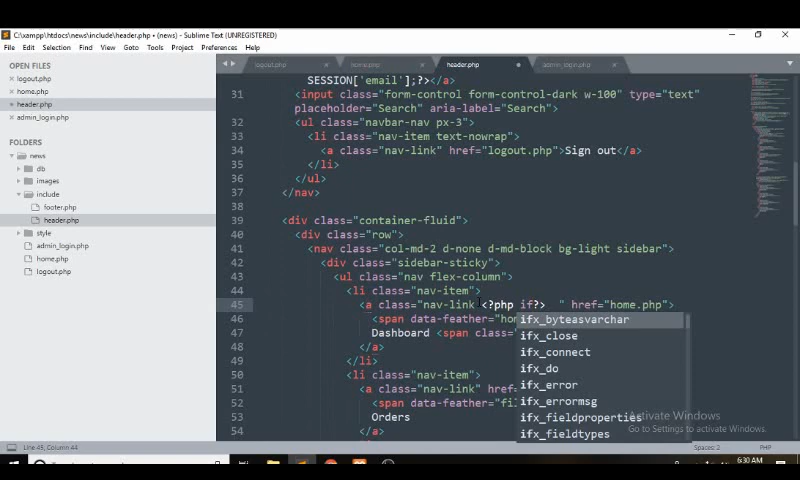 C:\xampp\htdocs\news\include\header.php • (news) - Sublime Text (UNREGISTERED)
File Edit Selection Find View Goto Tools Project Preferences Help
OPEN FILES
logout.php
home.php
header.php
admin_login.php
FOLDERS
news
db
images
include
footer.php
header.php
style
admin_login.php
home.php
logout.php
logout.php home.php header.php admin_login.php
SESSION['email'];?></a>
31 <input class="form-control form-control-dark w-100" type="text"
placeholder="Search" aria-label="Search">
32 <ul class="navbar-nav px-3">
33 <li class="nav-item text-nowrap">
34 <a class="nav-link" href="logout.php">Sign out</a>
35 </li>
36 </ul>
37 </nav>
38
39 <div class="container-fluid">
40 <div class="row">
41 <nav class="col-md-2 d-none d-md-block bg-light sidebar">
42 <div class="sidebar-sticky">
43 <ul class="nav flex-column">
44 <li class="nav-item">
45 <a class="nav-link <?php if?> " href="home.php">
46 <span data-feather="hom
47 Dashboard <span class="
48 </a>
49 </li>
50 <li class="nav-item">
51 <a class="nav-link" hre
52 <span data-feather="fil
53 Orders
54 </a>
ifx_byteasvarchar
ifx_close
ifx_connect
ifx_do
ifx_error
ifx_errormsg
ifx_fieldproperties
ifx_fieldtypes
Activate Windows
Go to Settings to activate Windows.
Line 45, Column 44
Spaces: 2
PHP
6:30 AM